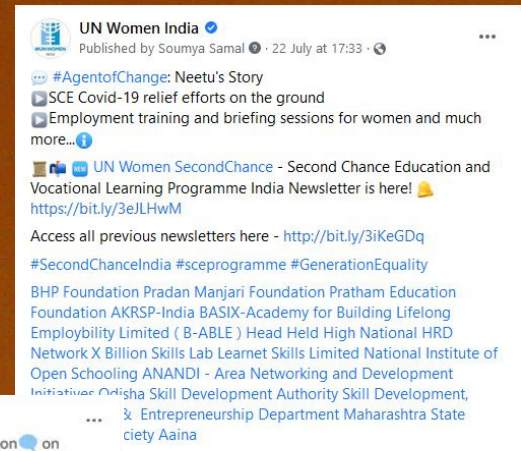 UN Women India
Published by Soumya Samal · 22 July at 17:33 ·
#AgentofChange: Neetu's Story
SCE Covid-19 relief efforts on the ground
Employment training and briefing sessions for women and much
more...
UN Women SecondChance - Second Chance Education and
Vocational Learning Programme India Newsletter is here!
https://bit.ly/3eJLHwM
Access all previous newsletters here - http://bit.ly/3iKeGDq
#SecondChanceIndia #sceprogramme #GenerationEquality
BHP Foundation Pradan Manjari Foundation Pratham Education
Foundation AKRSP-India BASIX-Academy for Building Lifelong
Employbility Limited ( B-ABLE ) Head Held High National HRD
Network X Billion Skills Lab Learnet Skills Limited National Institute of
Open Schooling ANANDI - Area Networking and Development
Initiatives Odisha Skill Development Authority Skill Development,
& Entrepreneurship Department Maharashtra State
ciety Aaina
on on